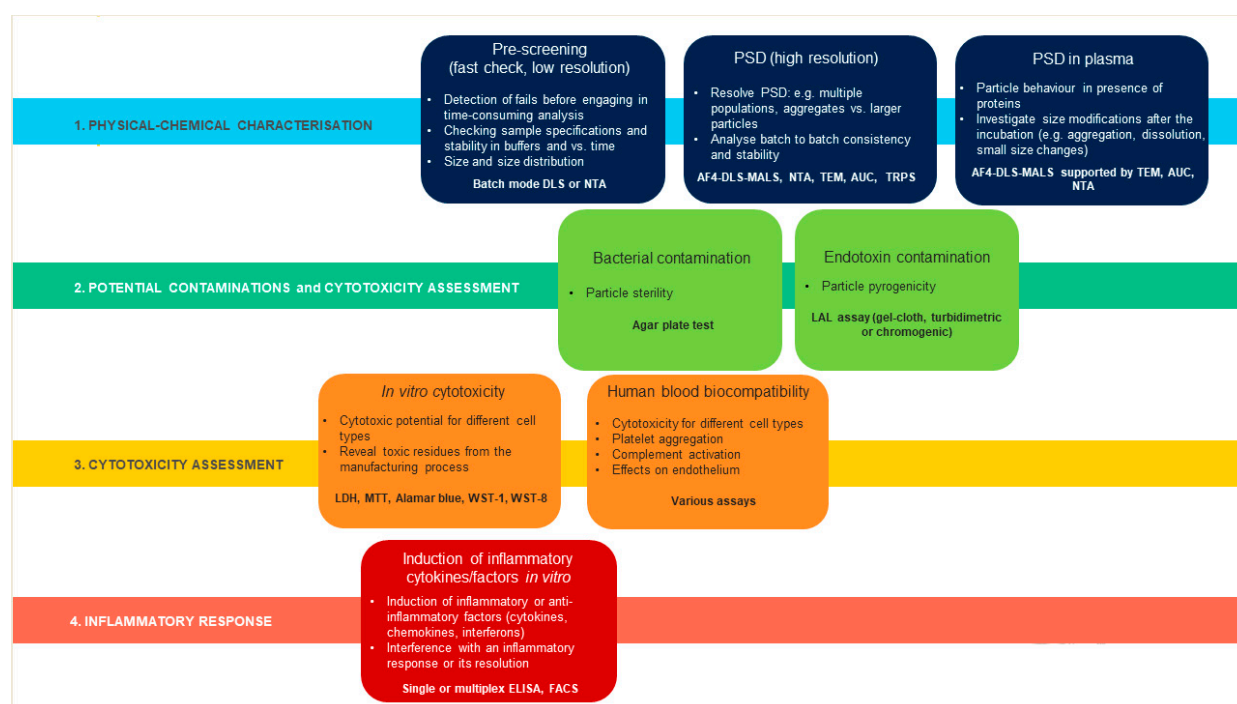 Pre-screening
(fast check, low resolution)
• Detection of fails before engaging in
time-consuming analysis
• Checking sample specifications and
stability in buffers and vs. time
• Size and size distribution
Batch mode DLS or NTA
PSD (high resolution)
• Resolve PSD: e.g. multiple
populations, aggregates vs. larger
particles
• Analyse batch to batch consistency
and stability
AF4-DLS-MALS, NTA, TEM, AUC, TRPS
PSD in plasma
• Particle behaviour in presence of
proteins
• Investigate size modifications after the
incubation (e.g. aggregation, dissolution,
small size changes)
AF4-DLS-MALS supported by TEM, AUC,
NTA
1. PHYSICAL-CHEMICAL CHARACTERISATION
Bacterial contamination
• Particle sterility
Agar plate test
Endotoxin contamination
• Particle pyrogenicity
LAL assay (gel-cloth, turbidimetric
or chromogenic)
2. POTENTIAL CONTAMINATIONS and CYTOTOXICITY ASSESSMENT
In vitro cytotoxicity
• Cytotoxic potential for different cell
types
• Reveal toxic residues from the
manufacturing process
LDH, MTT, Alamar blue, WST-1, WST-8
Human blood biocompatibility
• Cytotoxicity for different cell types
• Platelet aggregation
• Complement activation
• Effects on endothelium
Various assays
3. CYTOTOXICITY ASSESSMENT
Induction of inflammatory
cytokines/factors in vitro
• Induction of inflammatory or anti-
inflammatory factors (cytokines,
chemokines, interferons)
• Interference with an inflammatory
response or its resolution
Single or multiplex ELISA, FACS
4. INFLAMMATORY RESPONSE